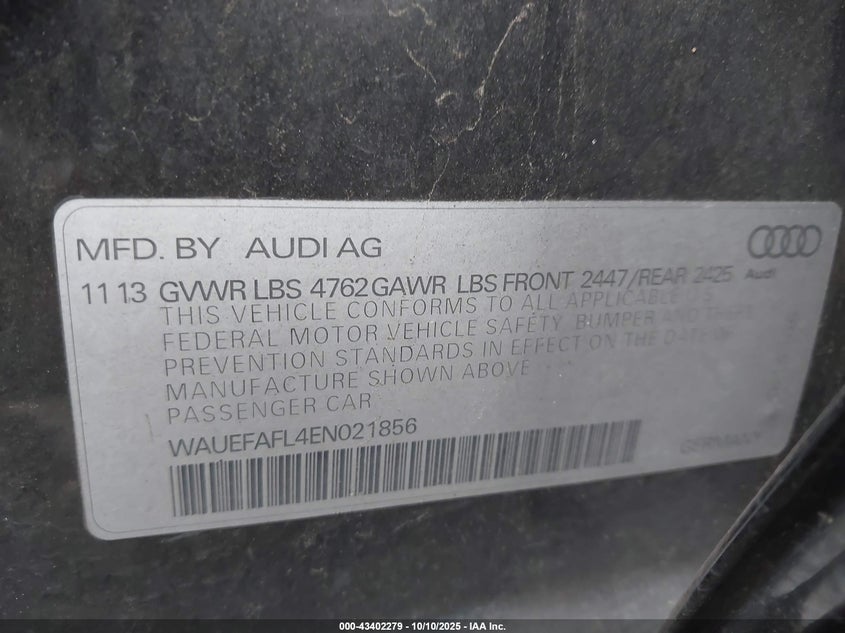 MFD. BY AUDI AG
Audi
11 13 GVWR LBS 4762 GAWR LBS FRONT 2447/REAR 2425
THIS VEHICLE CONFORMS TO ALL APPLICABLE U.S.
FEDERAL MOTOR VEHICLE SAFETY, BUMPER AND THEFT
PREVENTION STANDARDS IN EFFECT ON THE DATE OF
MANUFACTURE SHOWN ABOVE
PASSENGER CAR
WAUEFAFL4EN021856
GERMANY
000-43402279 - 10/10/2025 - IAA Inc.